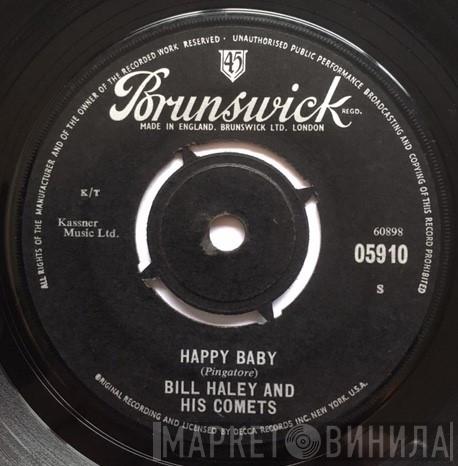 ALL RIGHTS OF THE MANUFACTURER AND OF THE OWNER OF THE RECORDED WORK RESERVED · UNAUTHORISED PUBLIC PERFORMANCE BROADCASTING AND COPYING OF THIS RECORD PROHIBITED
45
Brunswick
REGD.
MADE IN ENGLAND. BRUNSWICK LTD. LONDON
K/T
Kassner
Music Ltd.
60898
05910
S
HAPPY BABY
(Pingatore)
BILL HALEY AND
HIS COMETS
ORIGINAL RECORDING AND LICENSED BY DECCA RECORDS INC. NEW YORK, U.S.A.
МАРКЕТ ВИНИЛА